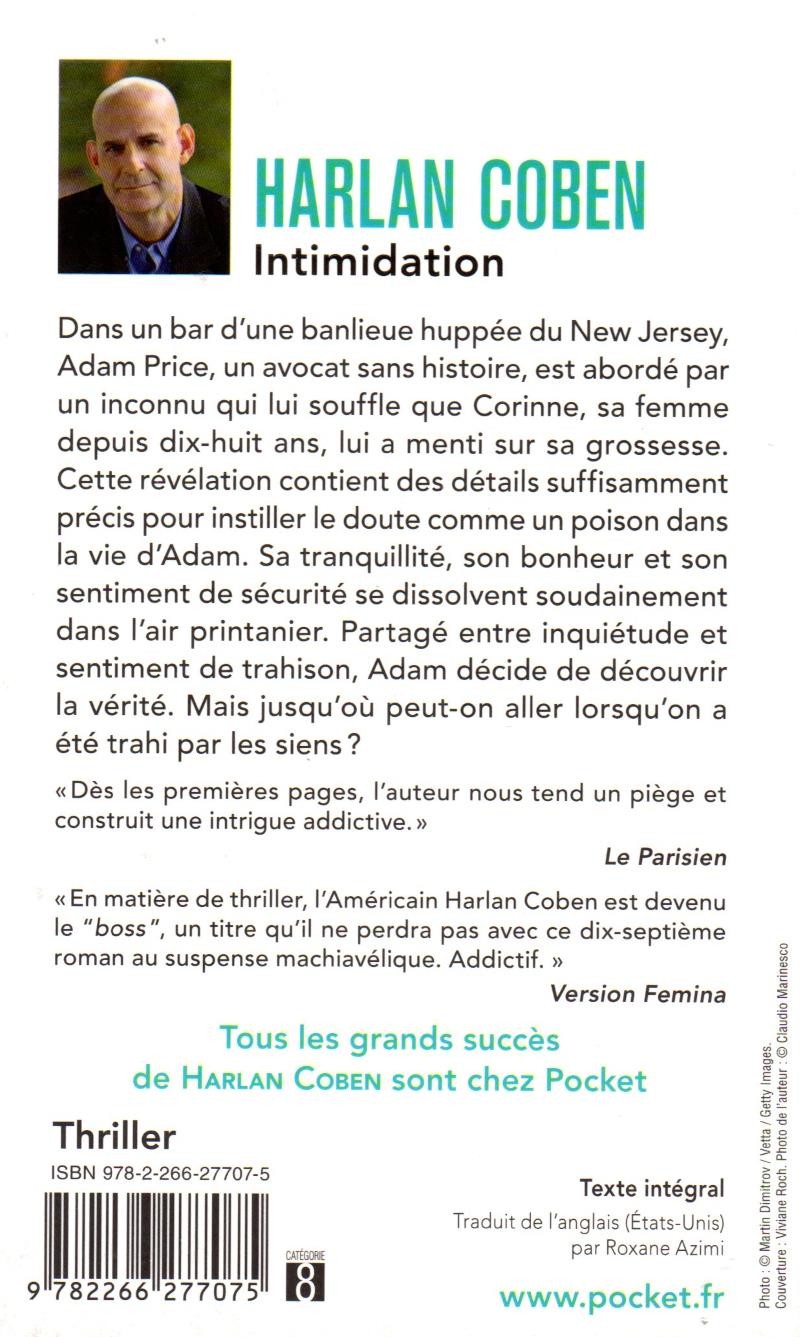 HARLAN COBEN
Intimidation
Dans un bar d'une banlieue huppée du New Jersey,
Adam Price, un avocat sans histoire, est abordé par
un inconnu qui lui souffle que Corinne, sa femme
depuis dix-huit ans, lui a menti sur sa grossesse.
Cette révélation contient des détails suffisamment
précis pour instiller le doute comme un poison dans
la vie d'Adam. Sa tranquillité, son bonheur et son
sentiment de sécurité se dissolvent soudainement
dans l'air printanier. Partagé entre inquiétude et
sentiment de trahison, Adam décide de découvrir
la vérité. Mais jusqu'où peut-on aller lorsqu'on a
été trahi par les siens ?
« Dès les premières pages, l'auteur nous tend un piège et
construit une intrigue addictive. »
Le Parisien
« En matière de thriller, l'Américain Harlan Coben est devenu
le "boss", un titre qu'il ne perdra pas avec ce dix-septième
roman au suspense machiavélique. Addictif. »
Version Femina
Tous les grands succès
de HARLAN COBEN sont chez Pocket
Thriller
ISBN 978-2-266-27707-5
9 782266 277075
CATÉGORIE
8
Texte intégral
Traduit de l'anglais (États-Unis)
par Roxane Azimi
www.pocket.fr
Photo : © Martin Dimitrov / Vetta / Getty Images.
Couverture : Viviane Roch. Photo de l'auteur : © Claudio Marinesco